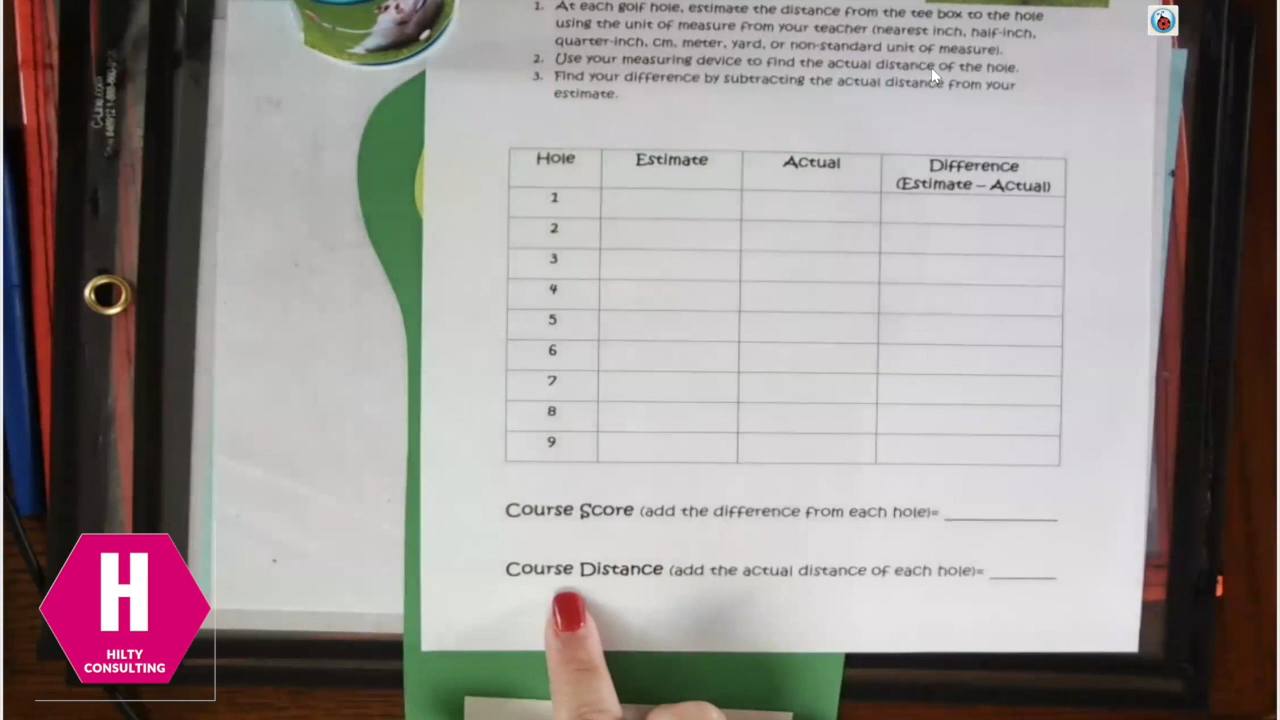 1. At each golf hole, estimate the distance from the tee box to the hole
using the unit of measure from your teacher (nearest inch, half-inch,
quarter-inch, cm, meter, yard, or non-standard unit of measure).
2. Use your measuring device to find the actual distance of the hole.
3. Find your difference by subtracting the actual distance from your
estimate.
Hole Estimate Actual Difference
(Estimate – Actual)
1
2
3
4
5
6
7
8
9
Course Score (add the difference from each hole)= ________
Course Distance (add the actual distance of each hole)= ________
C-Line.com
H
HILTY
CONSULTING